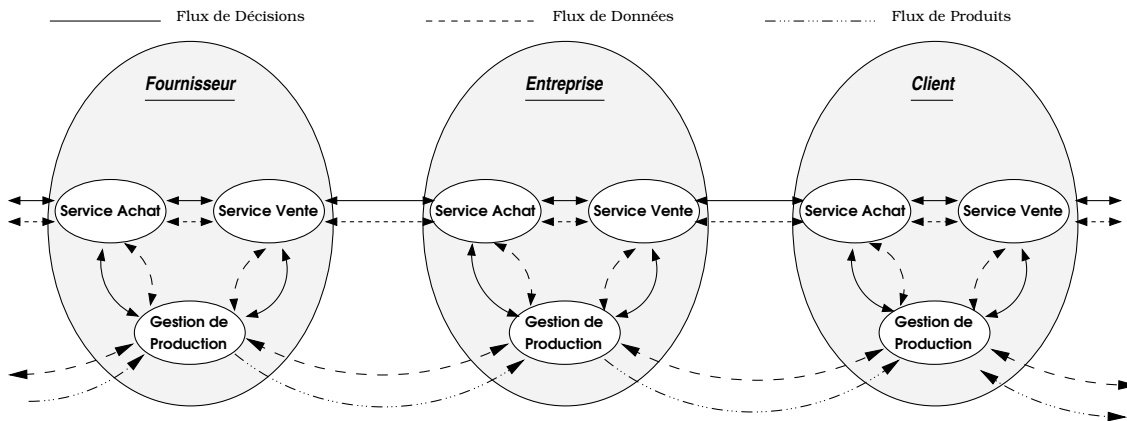 Flux de Décisions
Flux de Données
Flux de Produits
Fournisseur
Entreprise
Client
Service Achat
Service Vente
Service Achat
Service Vente
Service Achat
Service Vente
Gestion de
Production
Gestion de
Production
Gestion de
Production